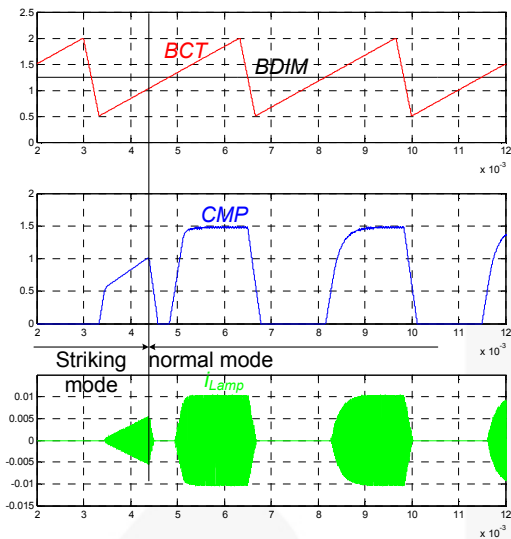 2.5
2
1.5
1
0.5
0
BCT
BDIM
2 3 4 5 6 7 8 9 10 11 12
x 10⁻³
2
1.5
1
0.5
0
CMP
2 3 4 5 6 7 8 9 10 11 12
x 10⁻³
Striking normal mode
mode
iLamp
0.01
0.005
0
-0.005
-0.01
-0.015
2 3 4 5 6 7 8 9 10 11 12
x 10⁻³